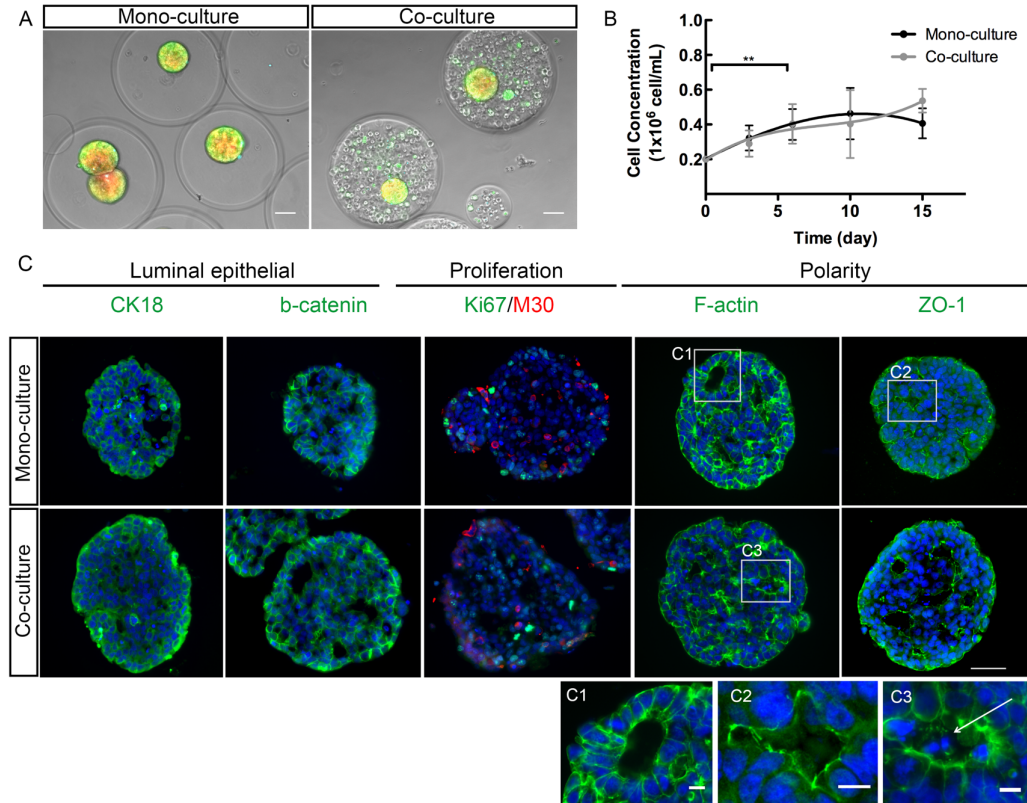 A
Mono-culture
Co-culture
B
Cell Concentration
(1x10⁶ cell/mL)
1.0
0.8
0.6
0.4
0.2
**
Mono-culture
Co-culture
0
5
10
15
Time (day)
C
Luminal epithelial
Proliferation
Polarity
CK18
b-catenin
Ki67/M30
F-actin
ZO-1
Mono-culture
C1
C2
Co-culture
C3
C1
C2
C3